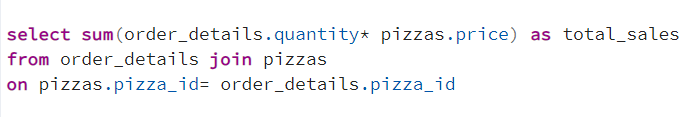 select sum(order_details.quantity* pizzas.price) as total_sales
from order_details join pizzas
on pizzas.pizza_id= order_details.pizza_id